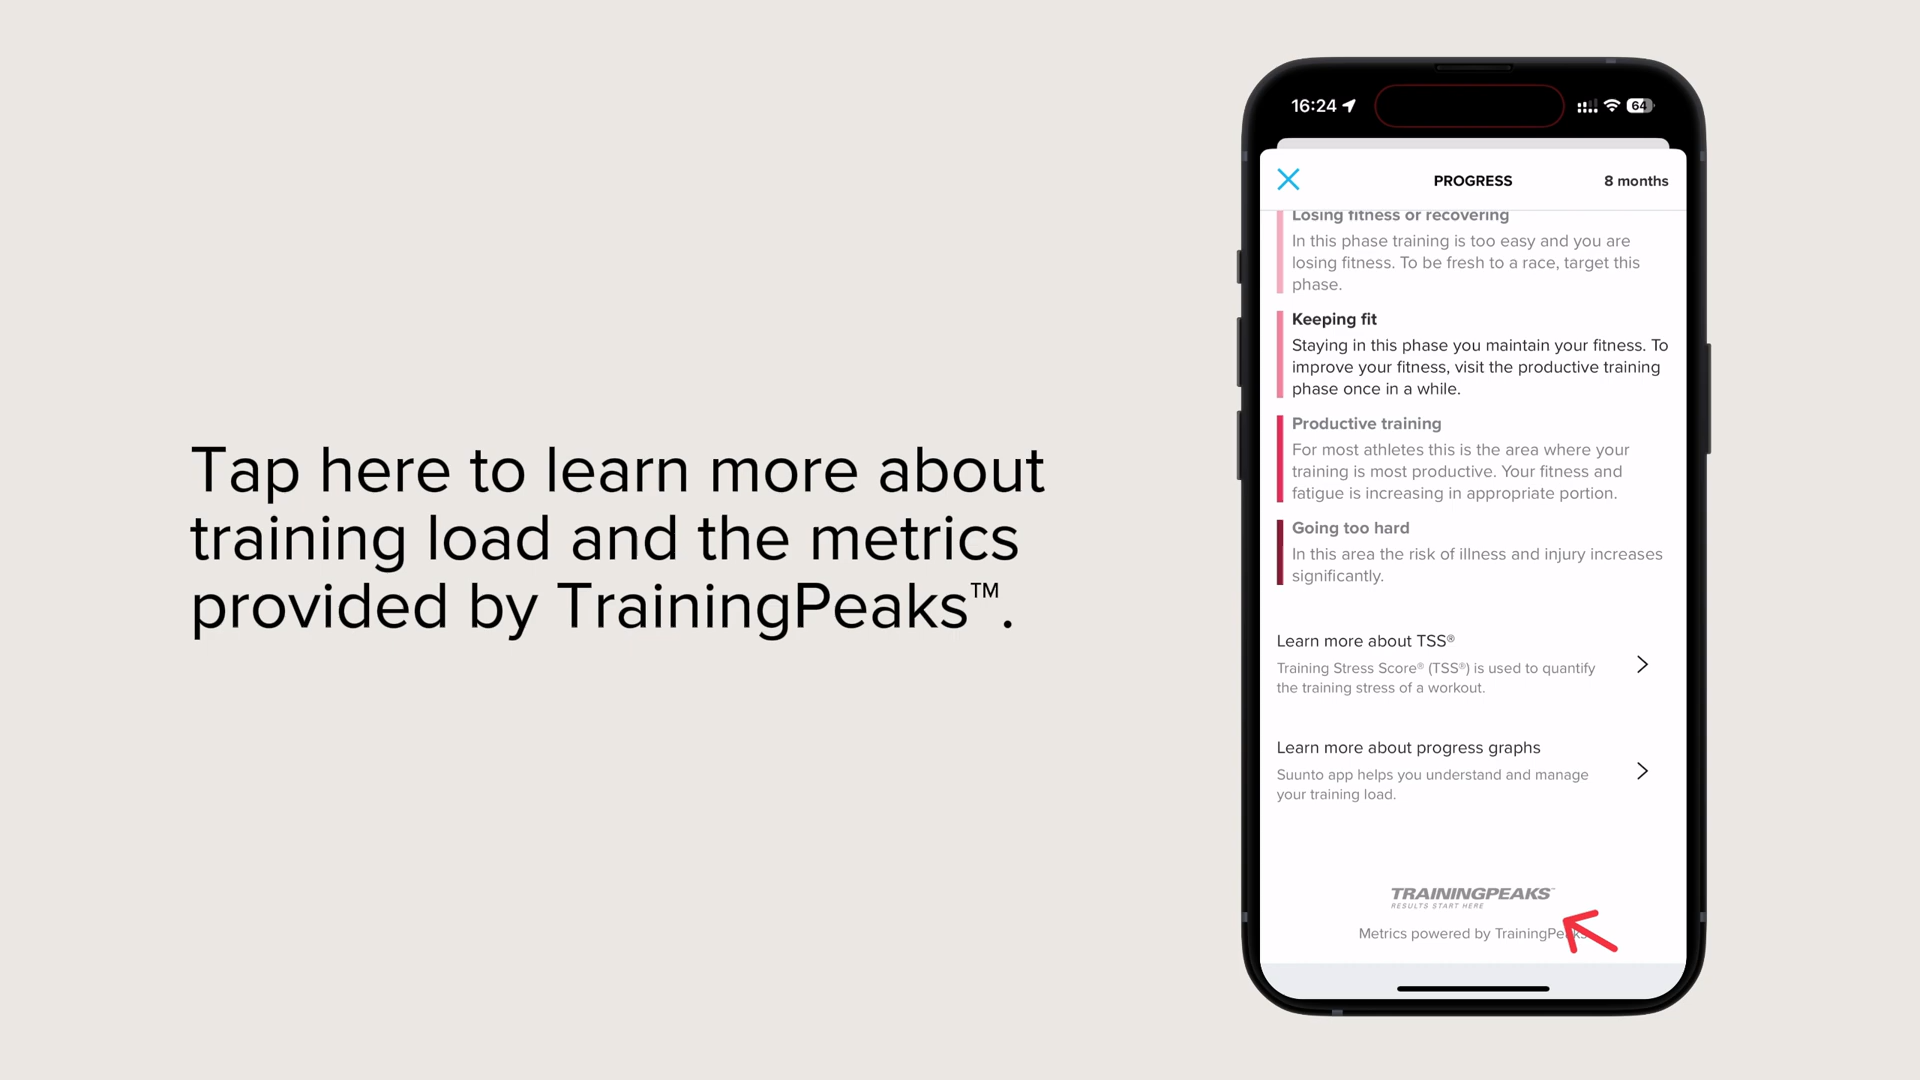 Tap here to learn more about
training load and the metrics
provided by TrainingPeaks™.
16:24
64
PROGRESS
8 months
Losing fitness or recovering
In this phase training is too easy and you are
losing fitness. To be fresh to a race, target this
phase.
Keeping fit
Staying in this phase you maintain your fitness. To
improve your fitness, visit the productive training
phase once in a while.
Productive training
For most athletes this is the area where your
training is most productive. Your fitness and
fatigue is increasing in appropriate portion.
Going too hard
In this area the risk of illness and injury increases
significantly.
Learn more about TSS®
Training Stress Score® (TSS®) is used to quantify
the training stress of a workout.
Learn more about progress graphs
Suunto app helps you understand and manage
your training load.
TRAININGPEAKS™
RESULTS START HERE
Metrics powered by TrainingPeaks